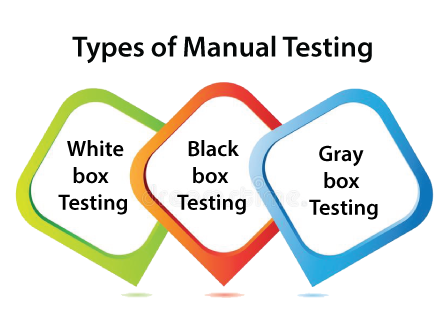 Types of Manual Testing
White
box
Testing
Black
box
Testing
Gray
box
Testing